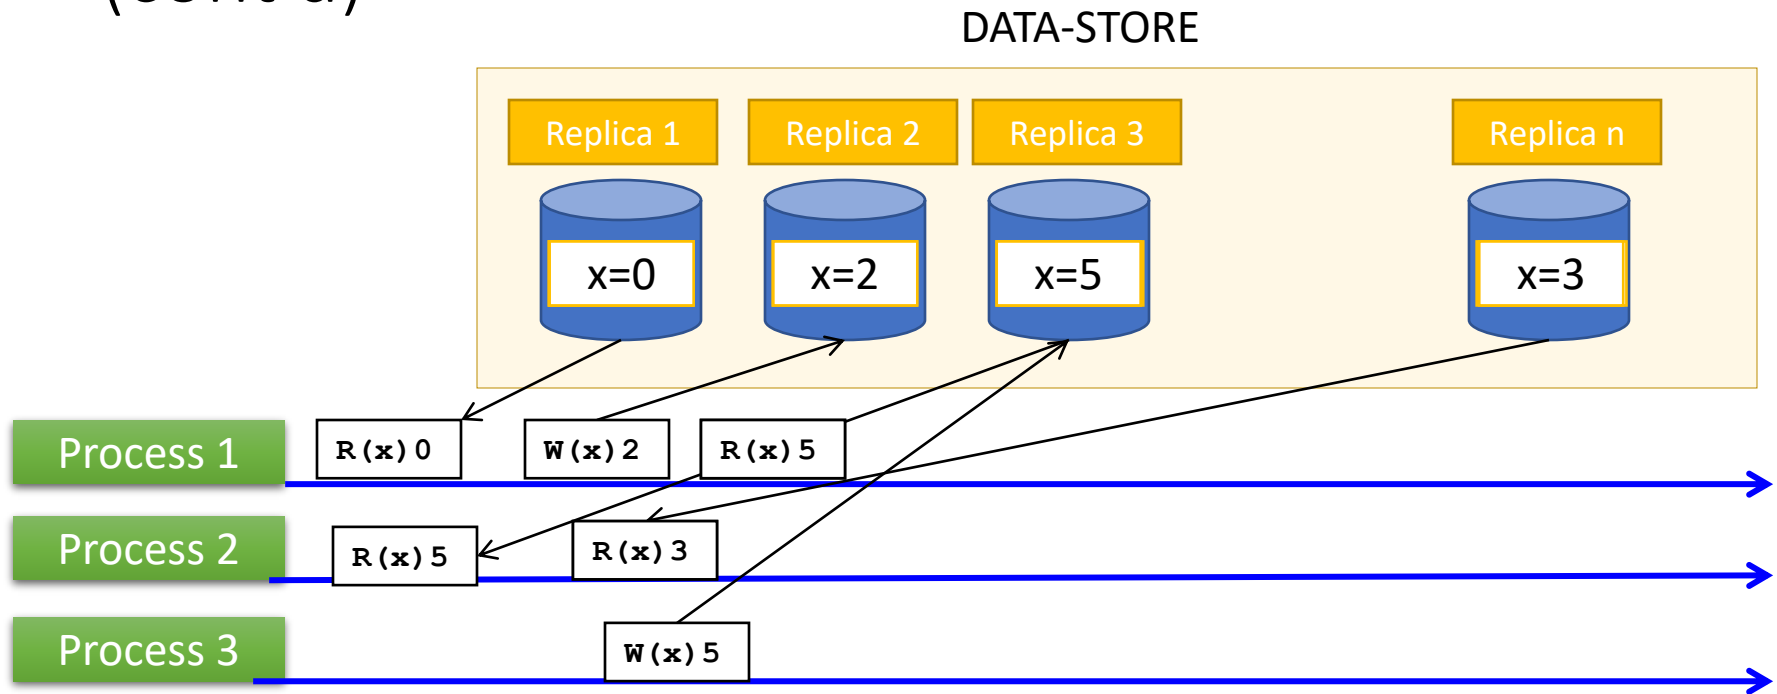 (cont'd)
DATA-STORE
Replica 1
Replica 2
Replica 3
Replica n
x=0
x=2
x=5
x=3
Process 1
R(x)0
W(x)2
R(x)5
Process 2
R(x)5
R(x)3
Process 3
W(x)5